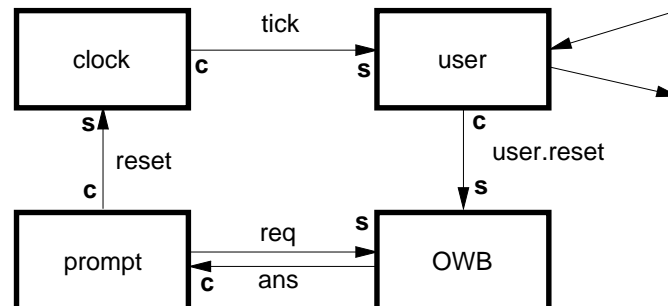 tick
clock
c
s
user
s
c
reset
user.reset
c
s
s
req
prompt
OWB
c
ans